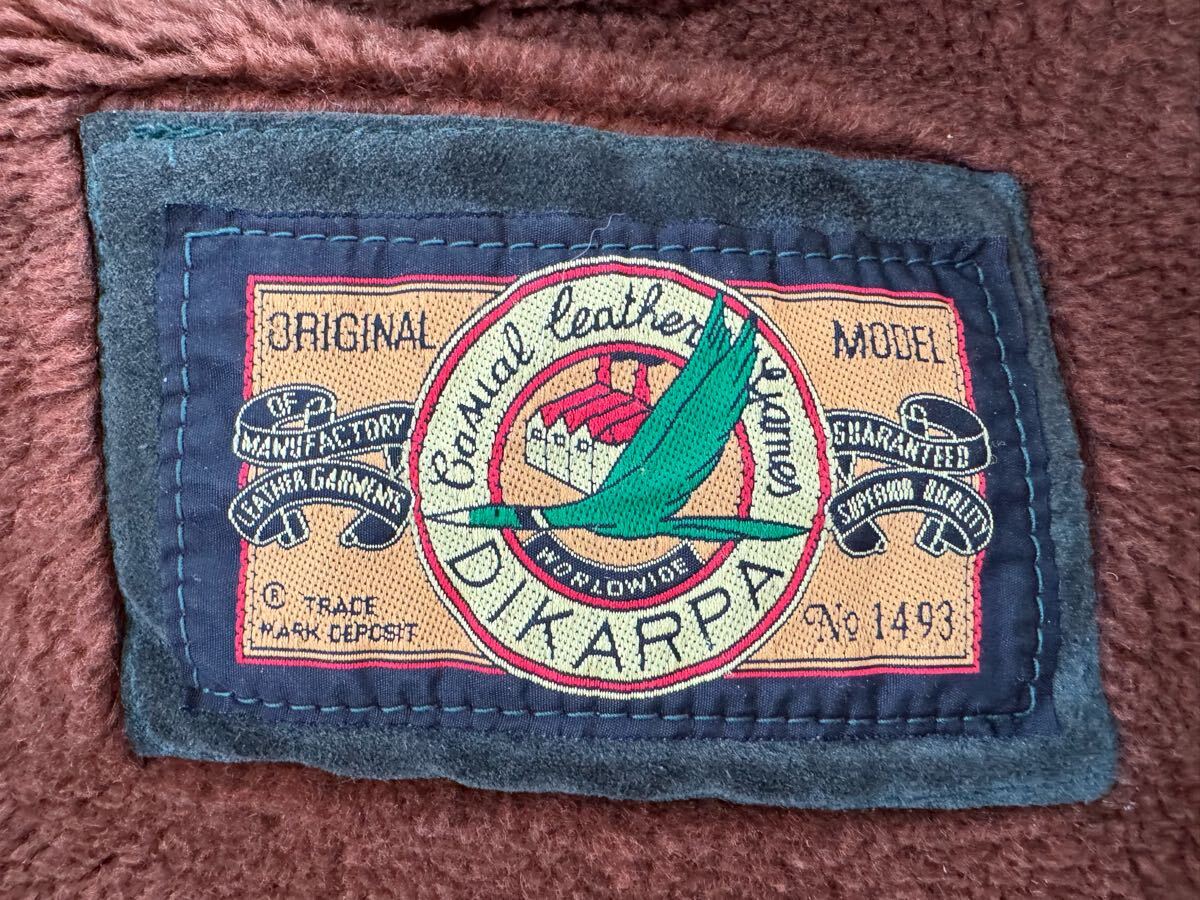 ORIGINAL
MODEL
Casual leather
OF
MANUFACTORY
LEATHER GARMENTS
GUARANTEED
SUPERIOR QUALITY
WORLDWIDE
DIKARPA
® TRADE
MARK DEPOSIT
No 1493